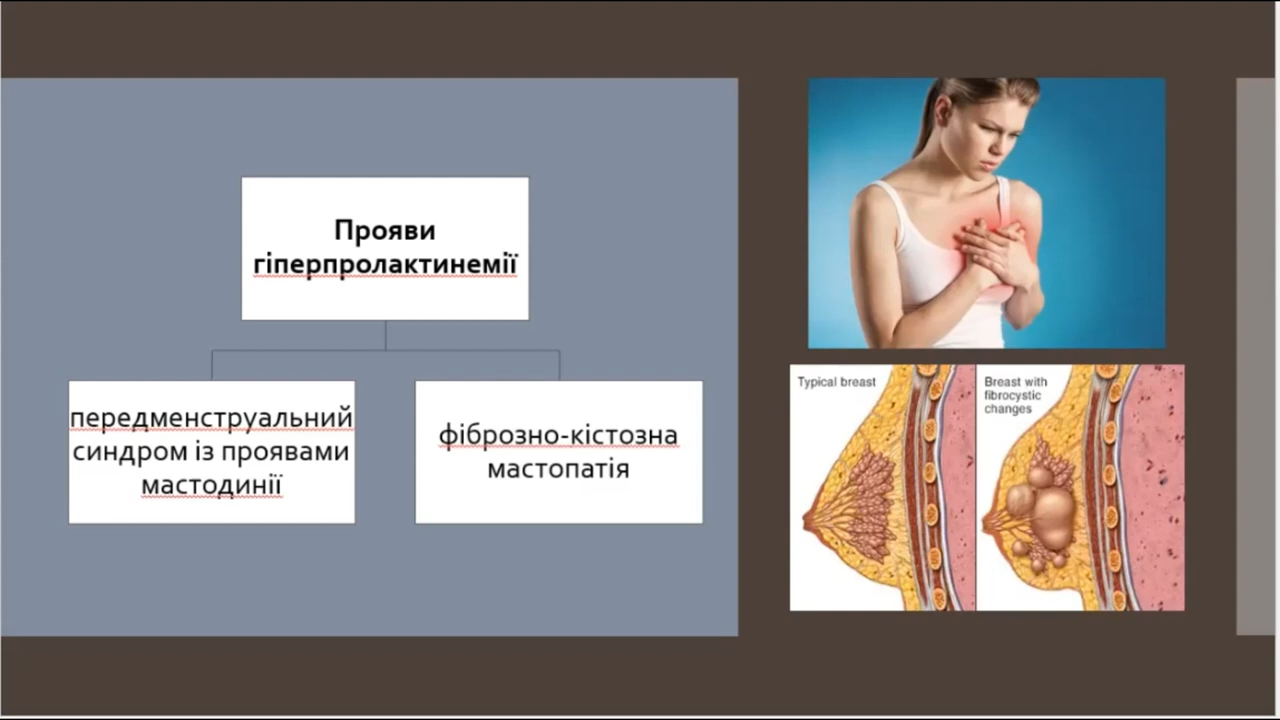 Прояви
гіперпролактинемії
передменструальний
синдром із проявами
мастодинії
фіброзно-кістозна
мастопатія
Typical breast
Breast with
fibrocystic
changes